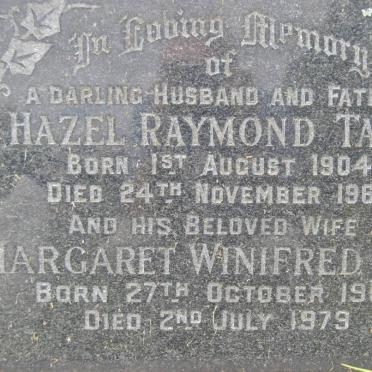 In Loving Memory
of
A DARLING HUSBAND AND FATH
HAZEL RAYMOND TA
BORN 1ST AUGUST 1904
DIED 24TH NOVEMBER 196
AND HIS BELOVED WIFE
MARGARET WINIFRED
BORN 27TH OCTOBER 19
DIED 2ND JULY 1979